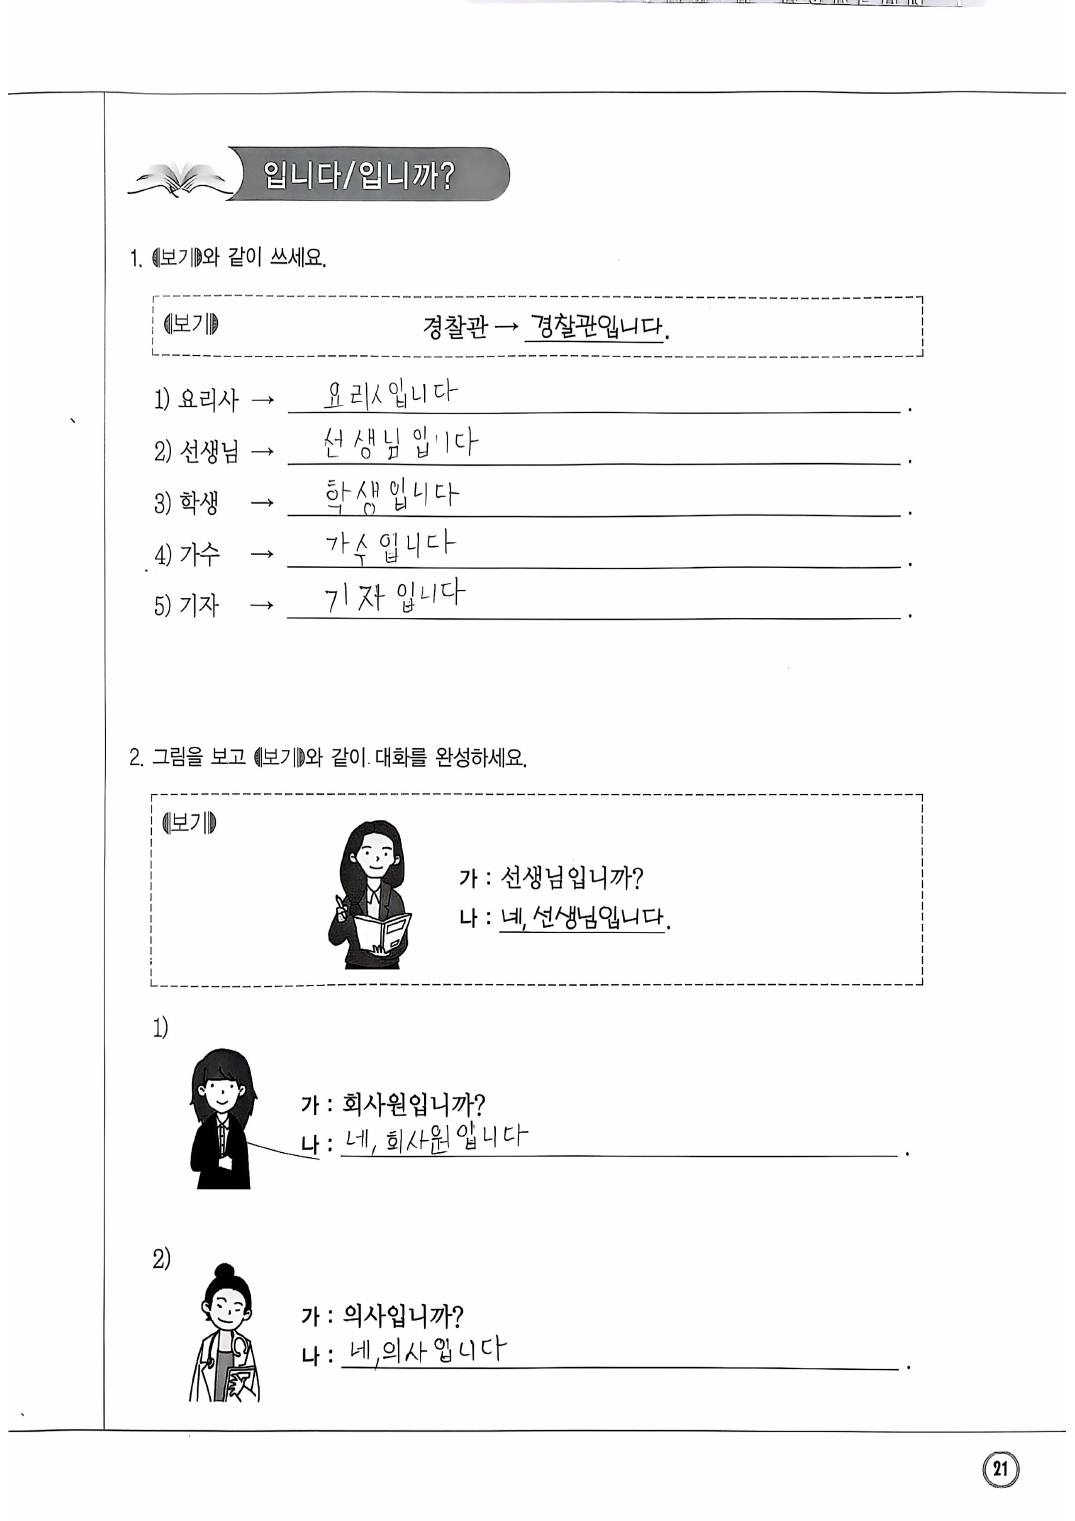 입니다/입니까?
1. 보기와 같이 쓰세요.
보기
경찰관 → 경찰관입니다.
1) 요리사 → 요리사입니다.
2) 선생님 → 선생님입니다.
3) 학생 → 학생입니다.
4) 가수 → 가수입니다.
5) 기자 → 기자입니다.
2. 그림을 보고 보기와 같이 대화를 완성하세요.
보기
가 : 선생님입니까?
나 : 네, 선생님입니다.
1)
가 : 회사원입니까?
나 : 네, 회사원입니다.
2)
가 : 의사입니까?
나 : 네, 의사입니다.
21